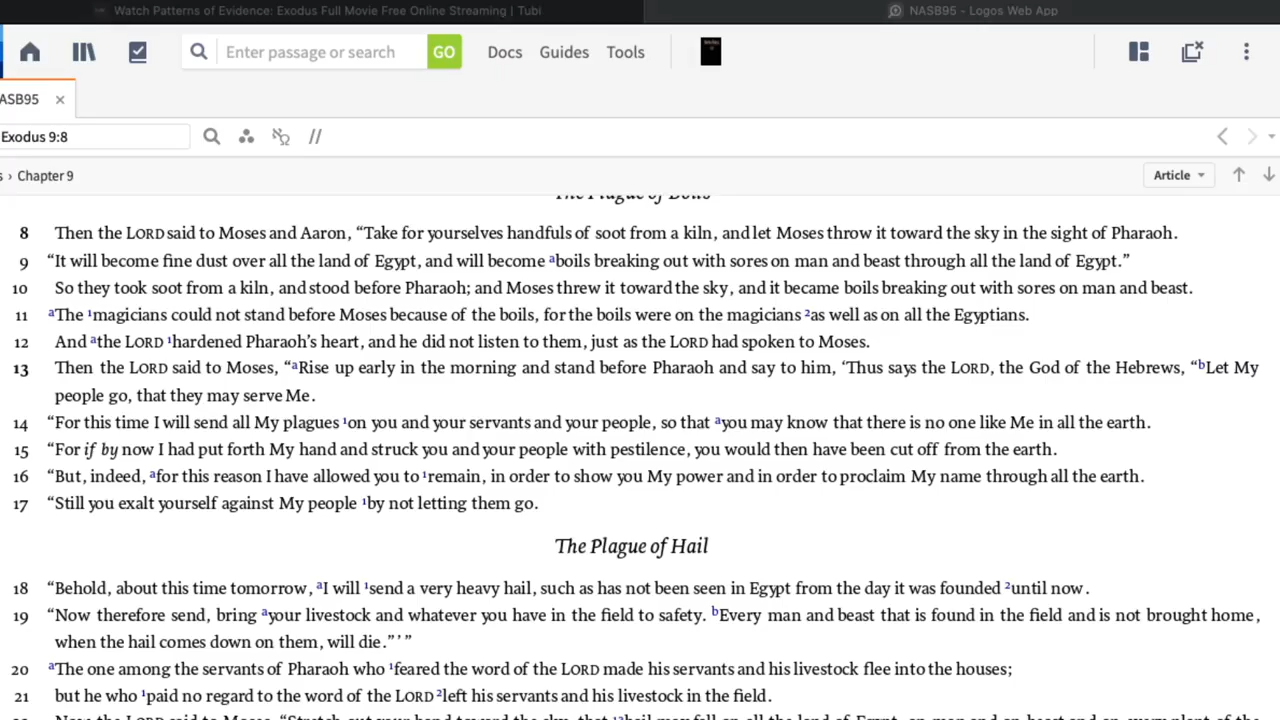 Watch Patterns of Evidence: Exodus Full Movie Free Online Streaming | Tubi
NASB95 - Logos Web App
Enter passage or search
GO
Docs
Guides
Tools
ASB95
Exodus 9:8
s › Chapter 9
Article
The Plague of Boils
8 Then the LORD said to Moses and Aaron, “Take for yourselves handfuls of soot from a kiln, and let Moses throw it toward the sky in the sight of Pharaoh.
9 “It will become fine dust over all the land of Egypt, and will become ᵃboils breaking out with sores on man and beast through all the land of Egypt.”
10 So they took soot from a kiln, and stood before Pharaoh; and Moses threw it toward the sky, and it became boils breaking out with sores on man and beast.
11 ᵃThe ¹magicians could not stand before Moses because of the boils, for the boils were on the magicians ²as well as on all the Egyptians.
12 And ᵃthe LORD ¹hardened Pharaoh’s heart, and he did not listen to them, just as the LORD had spoken to Moses.
13 Then the LORD said to Moses, “ᵃRise up early in the morning and stand before Pharaoh and say to him, ‘Thus says the LORD, the God of the Hebrews, “ᵇLet My
people go, that they may serve Me.
14 “For this time I will send all My plagues ¹on you and your servants and your people, so that ᵃyou may know that there is no one like Me in all the earth.
15 “For if by now I had put forth My hand and struck you and your people with pestilence, you would then have been cut off from the earth.
16 “But, indeed, ᵃfor this reason I have allowed you to ¹remain, in order to show you My power and in order to proclaim My name through all the earth.
17 “Still you exalt yourself against My people ¹by not letting them go.
The Plague of Hail
18 “Behold, about this time tomorrow, ᵃI will ¹send a very heavy hail, such as has not been seen in Egypt from the day it was founded ²until now.
19 “Now therefore send, bring ᵃyour livestock and whatever you have in the field to safety. ᵇEvery man and beast that is found in the field and is not brought home,
when the hail comes down on them, will die.” ’ ”
20 ᵃThe one among the servants of Pharaoh who ¹feared the word of the LORD made his servants and his livestock flee into the houses;
21 but he who ¹paid no regard to the word of the LORD ²left his servants and his livestock in the field.